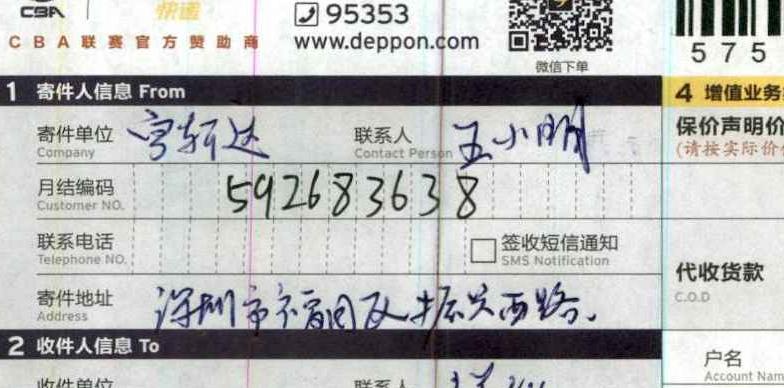 CBA 快递 95353
CBA联赛官方赞助商 www.deppon.com
微信下单
575
1 寄件人信息 From
4 增值业务
寄件单位 Company 联系人 Contact Person 王小明
保价声明价
(请按实际价
月结编码 Customer NO. 592683638
联系电话 Telephone NO. 签收短信通知 SMS Notification
代收货款
C.O.D
寄件地址 Address 深圳市福田区振兴西路.
2 收件人信息 To
户名
Account Nam
收件单位 联系人